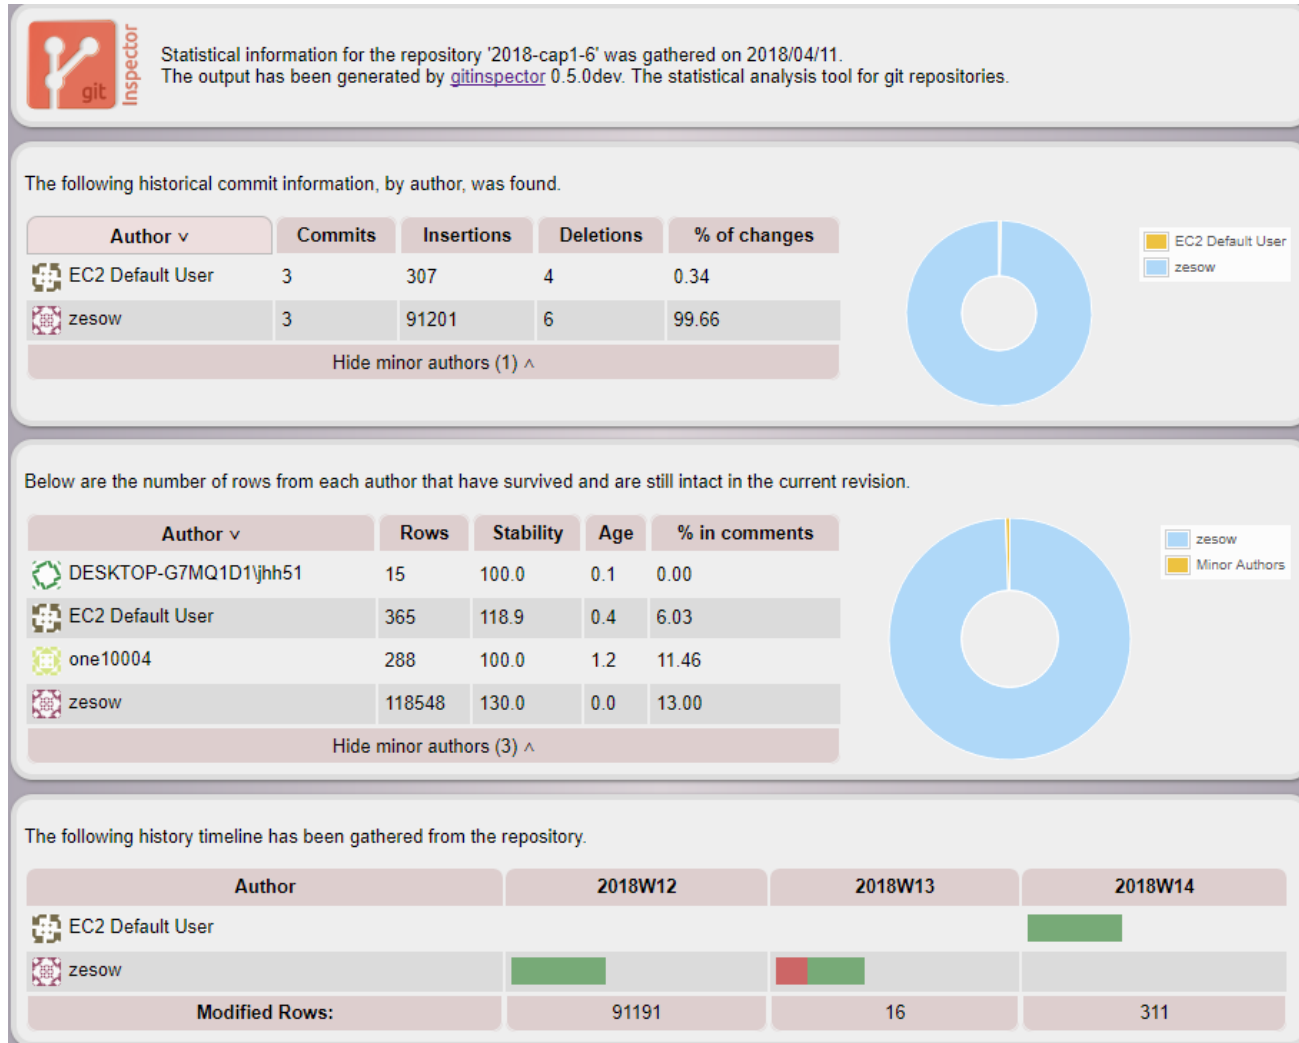 git
Inspector
Statistical information for the repository '2018-cap1-6' was gathered on 2018/04/11.
The output has been generated by gitinspector 0.5.0dev. The statistical analysis tool for git repositories.
The following historical commit information, by author, was found.
Author ˅ Commits Insertions Deletions % of changes
EC2 Default User 3 307 4 0.34
zesow 3 91201 6 99.66
Hide minor authors (1) ˄
EC2 Default User
zesow
Below are the number of rows from each author that have survived and are still intact in the current revision.
Author ˅ Rows Stability Age % in comments
DESKTOP-G7MQ1D1\jhh51 15 100.0 0.1 0.00
EC2 Default User 365 118.9 0.4 6.03
one10004 288 100.0 1.2 11.46
zesow 118548 130.0 0.0 13.00
Hide minor authors (3) ˄
zesow
Minor Authors
The following history timeline has been gathered from the repository.
Author 2018W12 2018W13 2018W14
EC2 Default User
zesow
Modified Rows: 91191 16 311